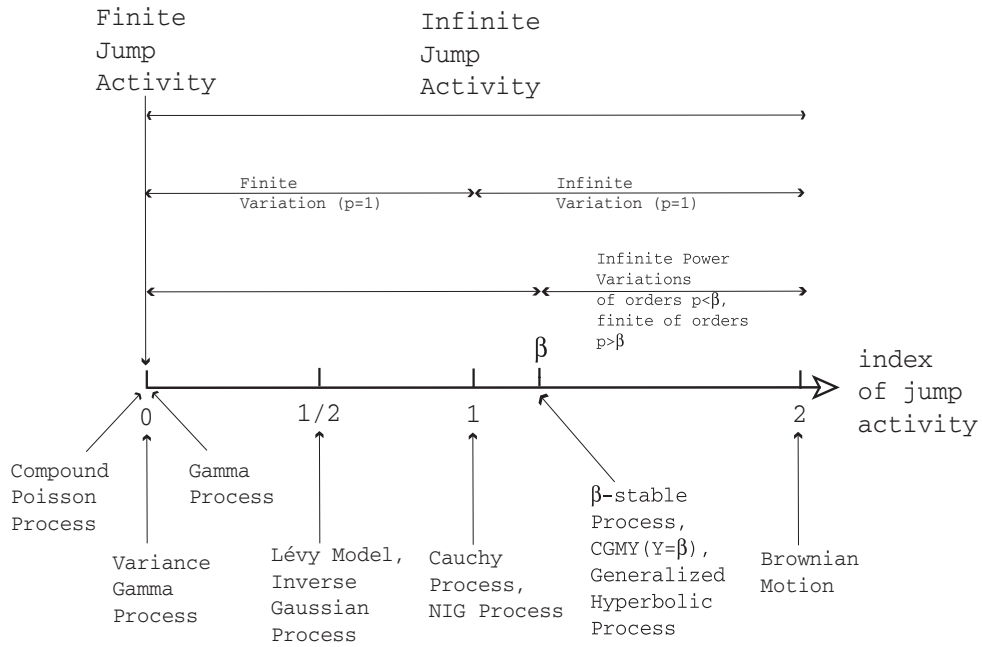 Finite
Jump
Activity
Infinite
Jump
Activity
Finite
Variation (p=1)
Infinite
Variation (p=1)
Infinite Power
Variations
of orders p<β,
finite of orders
p>β
β
index
of jump
activity
0
1/2
1
2
Compound
Poisson
Process
Gamma
Process
Variance
Gamma
Process
Lévy Model,
Inverse
Gaussian
Process
Cauchy
Process,
NIG Process
β-stable
Process,
CGMY(Y=β),
Generalized
Hyperbolic
Process
Brownian
Motion